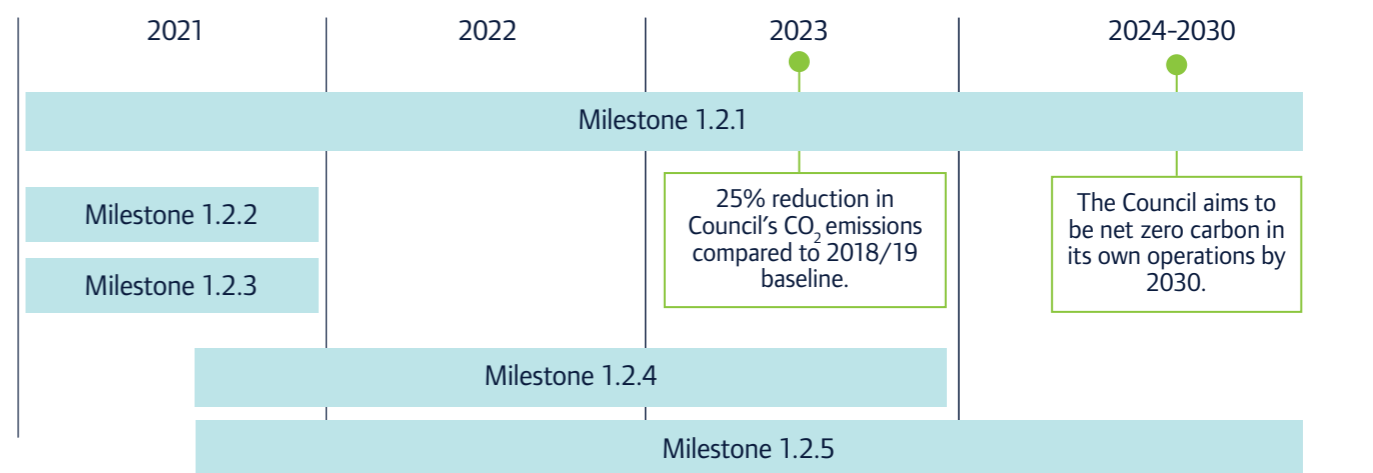 2021 2022 2023 2024-2030
Milestone 1.2.1
Milestone 1.2.2
Milestone 1.2.3
25% reduction in
Council's CO₂ emissions
compared to 2018/19
baseline.
The Council aims to
be net zero carbon in
its own operations by
2030.
Milestone 1.2.4
Milestone 1.2.5